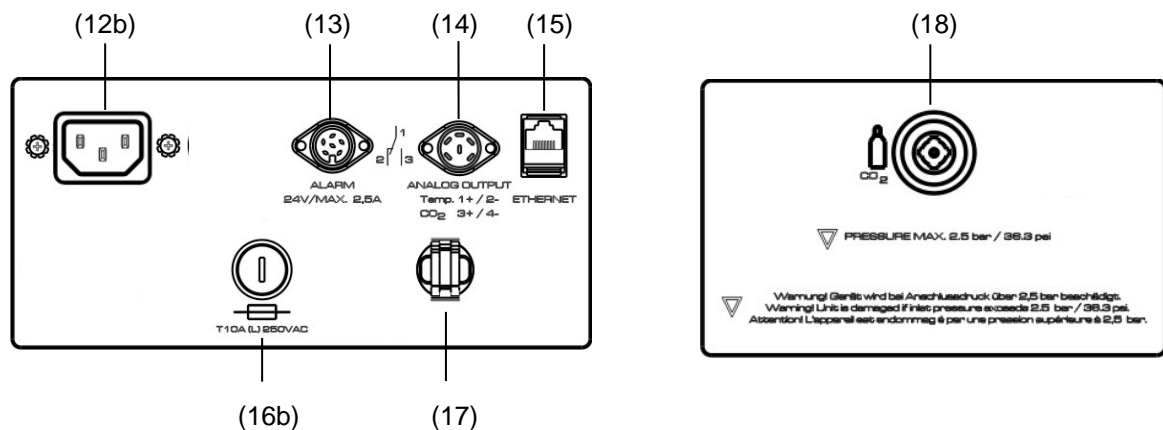 (12b) (13) (14) (15) (18)
1
2 3
ALARM
24V/MAX. 2,5A
ANALOG OUTPUT
Temp. 1+ / 2-
CO2 3+ / 4-
ETHERNET
T10A (L) 250VAC
(16b) (17)
CO2
PRESSURE MAX. 2.5 bar / 36.3 psi
Warnung! Gerät wird bei Anschlussdruck über 2,5 bar beschädigt.
Warning! Unit is damaged if inlet pressure exceeds 2.5 bar / 36.3 psi.
Attention! L'appareil est endommag é par une pression supérieure à 2,5 bar.